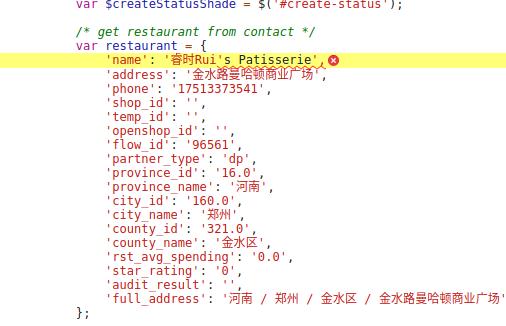 var $createStatusShade = $('#create-status');
/* get restaurant from contact */
var restaurant = {
'name': '睿时Rui's Patisserie',
'address': '金水路曼哈顿商业广场',
'phone': '17513373541',
'shop_id': '',
'temp_id': '',
'openshop_id': '',
'flow_id': '96561',
'partner_type': 'dp',
'province_id': '16.0',
'province_name': '河南',
'city_id': '160.0',
'city_name': '郑州',
'county_id': '321.0',
'county_name': '金水区',
'rst_avg_spending': '0.0',
'star_rating': '0',
'audit_result': '',
'full_address': '河南 / 郑州 / 金水区 / 金水路曼哈顿商业广场'
};